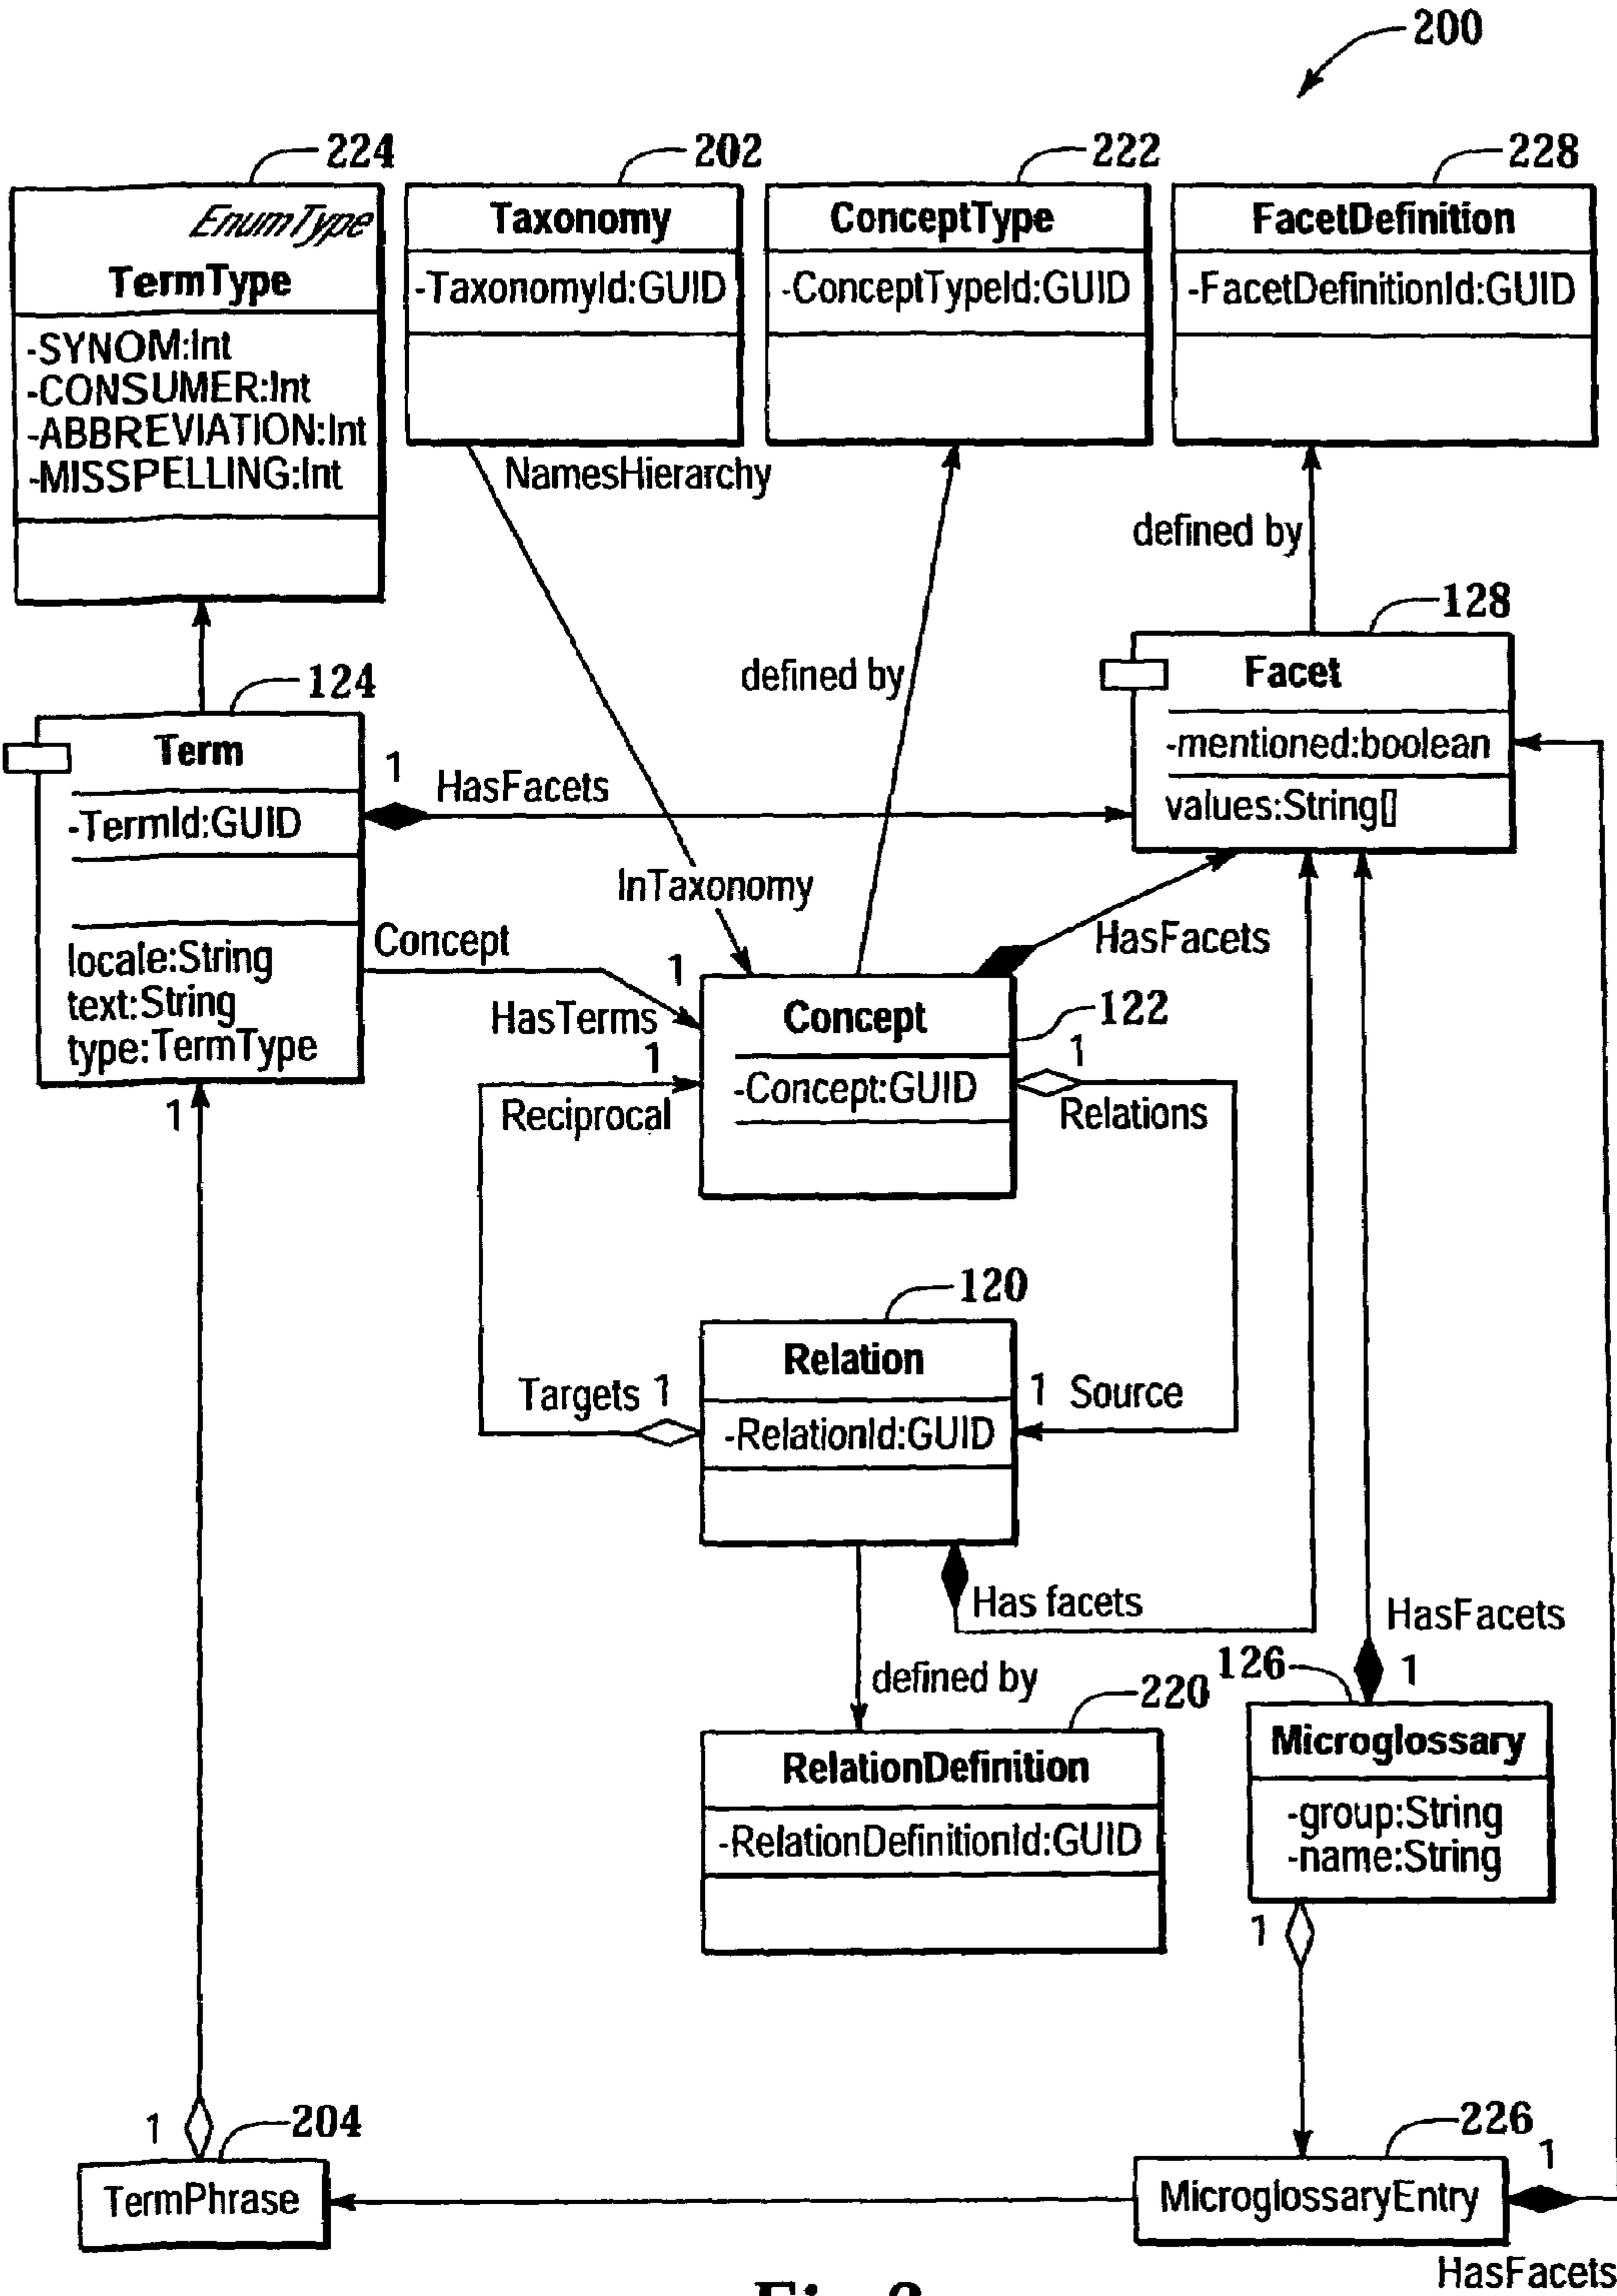 200
224
202
222
228
EnumType
TermType
-SYNOM:Int
-CONSUMER:Int
-ABBREVIATION:Int
-MISSPELLING:Int
Taxonomy
-TaxonomyId:GUID
ConceptType
-ConceptTypeId:GUID
FacetDefinition
-FacetDefinitionId:GUID
NamesHierarchy
defined by
128
defined by
124
Facet
-mentioned:boolean
values:String[]
Term
-TermId:GUID
locale:String
text:String
type:TermType
1
HasFacets
InTaxonomy
Concept
1
HasFacets
HasTerms
122
Concept
-Concept:GUID
1
Reciprocal
1
Relations
1
120
Relation
-RelationId:GUID
Targets 1
1 Source
Has facets
HasFacets
defined by
126
1
220
RelationDefinition
-RelationDefinitionId:GUID
Microglossary
-group:String
-name:String
1
1
204
226
1
TermPhrase
MicroglossaryEntry
HasFacets